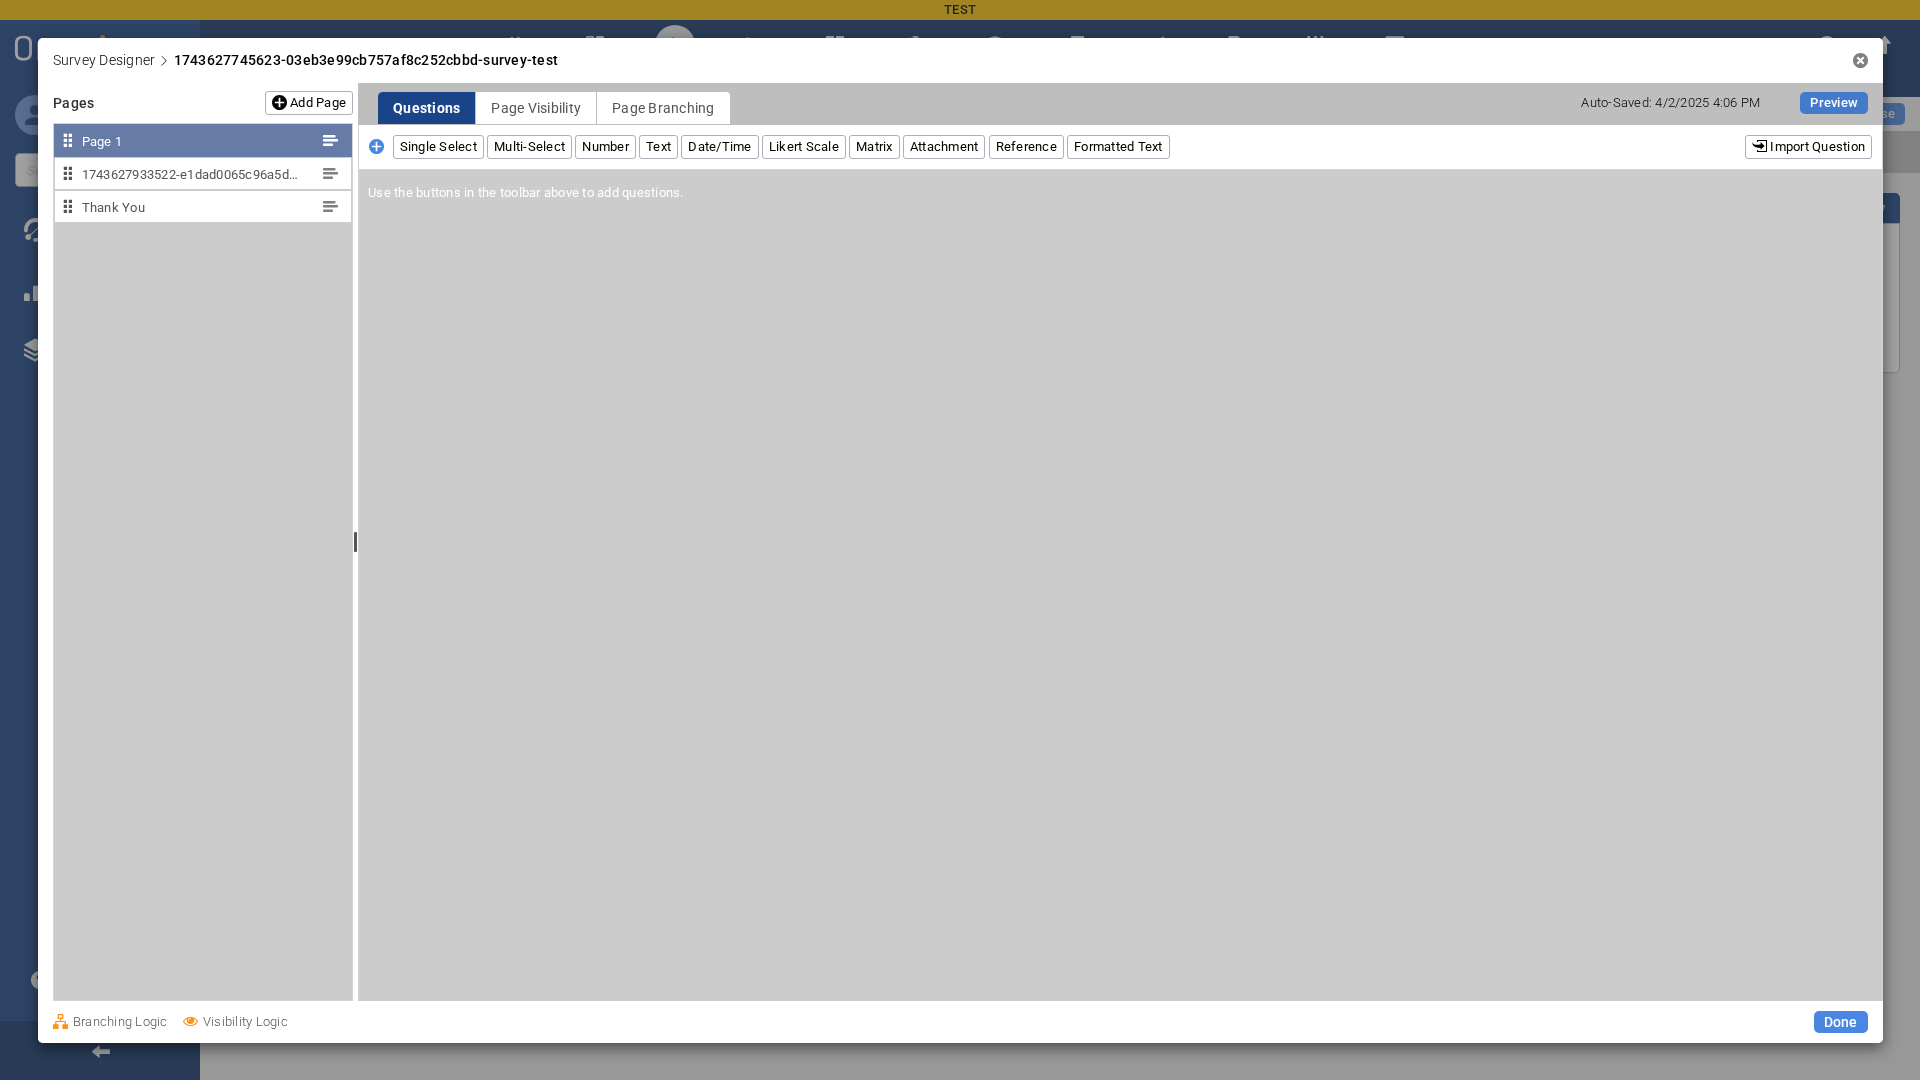 TEST
Survey Designer > 1743627745623-03eb3e99cb757af8c252cbbd-survey-test
Pages
Add Page
Page 1
1743627933522-e1dad0065c96a5d...
Thank You
Questions
Page Visibility
Page Branching
Auto-Saved: 4/2/2025 4:06 PM
Preview
Single Select
Multi-Select
Number
Text
Date/Time
Likert Scale
Matrix
Attachment
Reference
Formatted Text
Import Question
Use the buttons in the toolbar above to add questions.
Branching Logic
Visibility Logic
Done